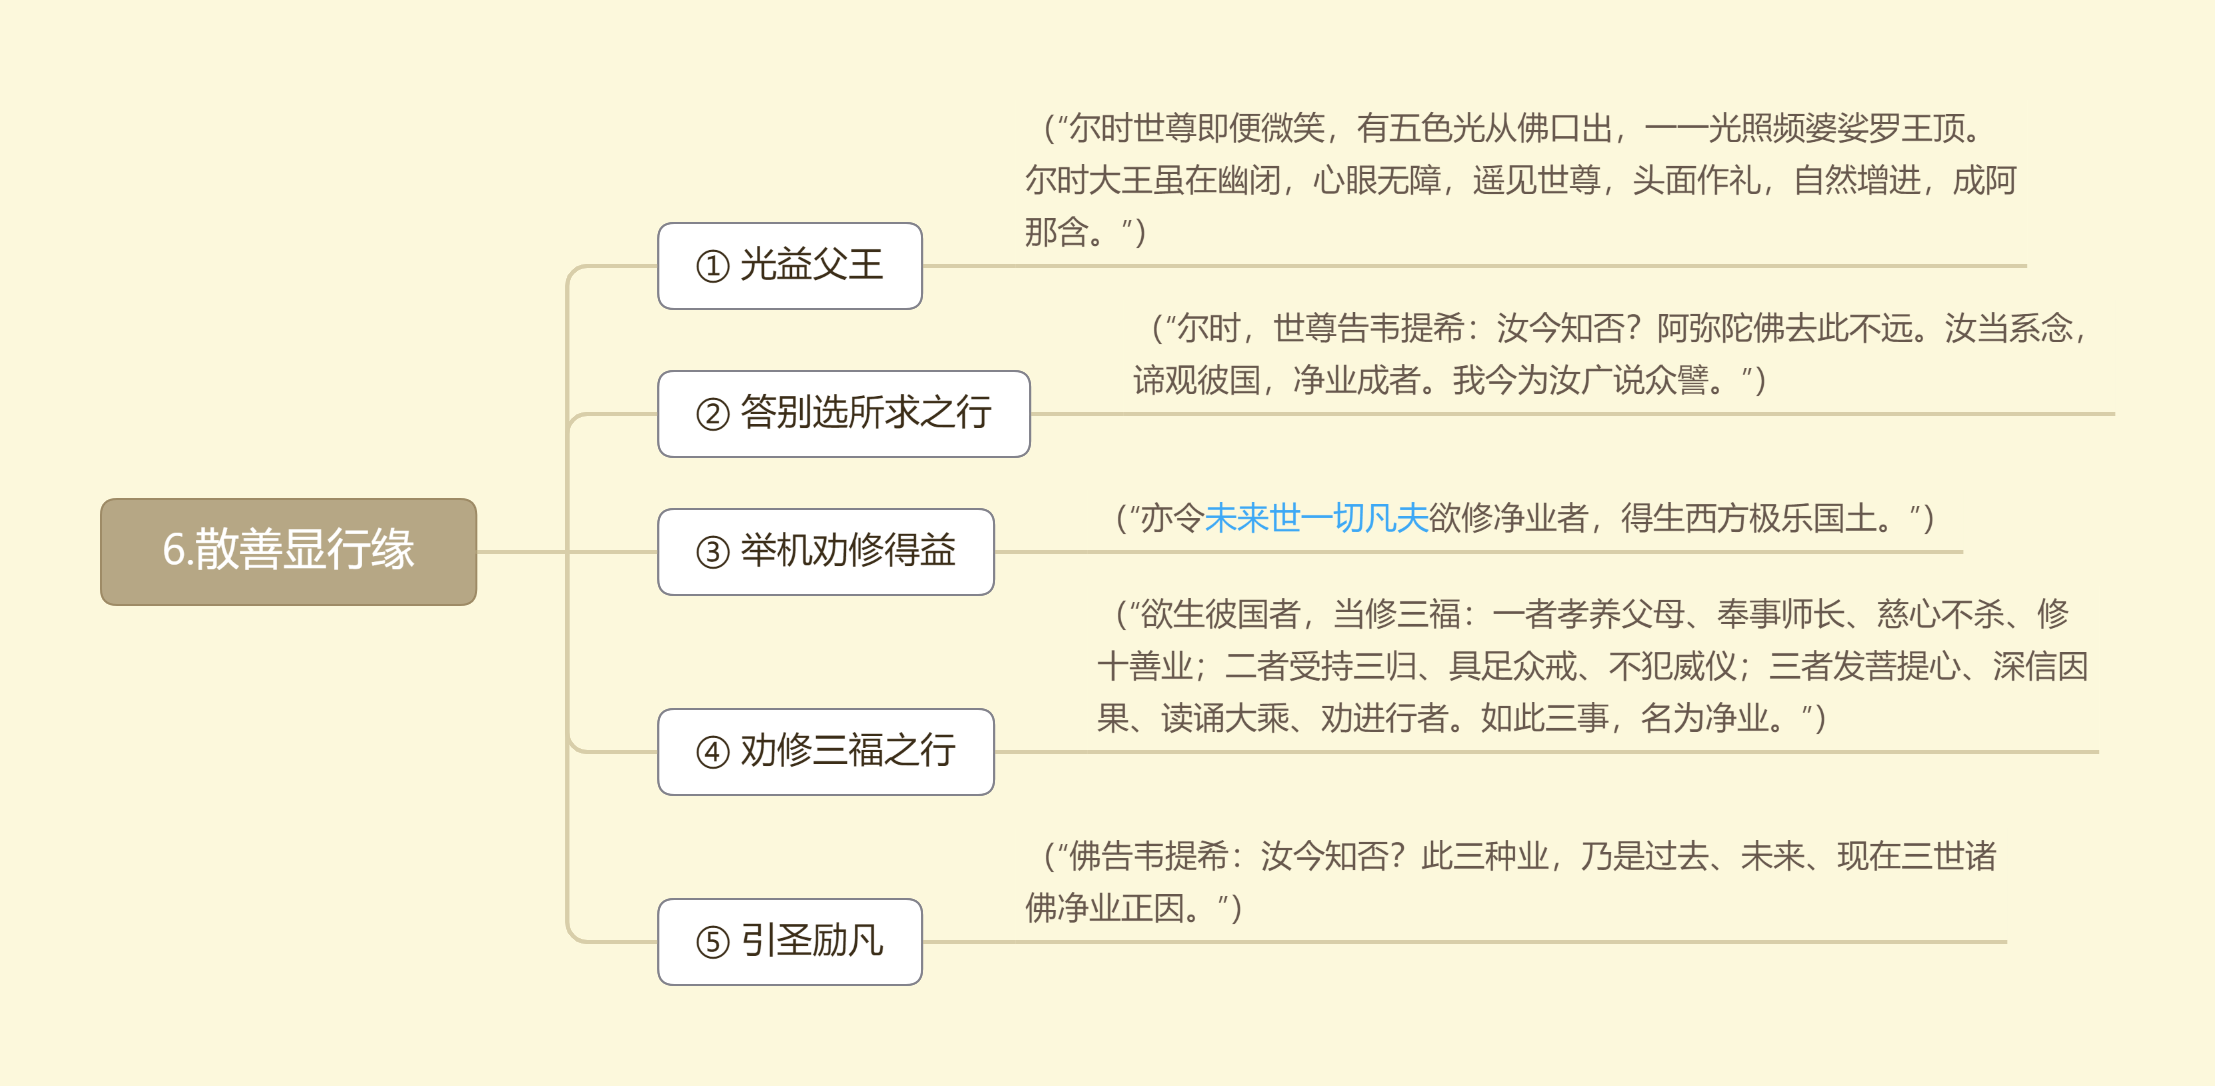 6.散善显行缘
① 光益父王
（“尔时世尊即便微笑，有五色光从佛口出，一一光照频婆娑罗王顶。
尔时大王虽在幽闭，心眼无障，遥见世尊，头面作礼，自然增进，成阿
那含。”）
② 答别选所求之行
（“尔时，世尊告韦提希：汝今知否？阿弥陀佛去此不远。汝当系念，
谛观彼国，净业成者。我今为汝广说众譬。”）
③ 举机劝修得益
（“亦令未来世一切凡夫欲修净业者，得生西方极乐国土。”）
④ 劝修三福之行
（“欲生彼国者，当修三福：一者孝养父母、奉事师长、慈心不杀、修
十善业；二者受持三归、具足众戒、不犯威仪；三者发菩提心、深信因
果、读诵大乘、劝进行者。如此三事，名为净业。”）
⑤ 引圣励凡
（“佛告韦提希：汝今知否？此三种业，乃是过去、未来、现在三世诸
佛净业正因。”）